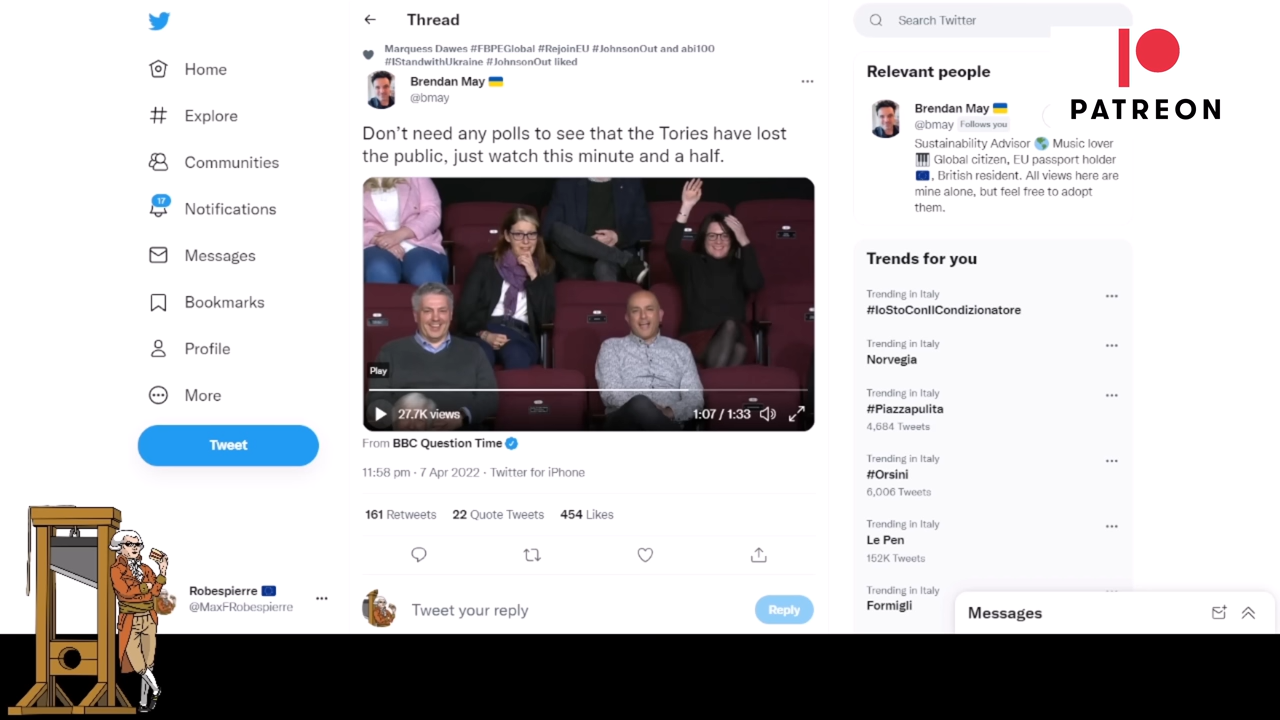 Home
Explore
Communities
17
Notifications
Messages
Bookmarks
Profile
More
Tweet
Robespierre 🇪🇺
@MaxFRobespierre
Thread
Marquess Dawes #FBPEGlobal #RejoinEU #JohnsonOut and abi100
#IStandwithUkraine #JohnsonOut liked
Brendan May 🇺🇦
@bmay
Don't need any polls to see that the Tories have lost
the public, just watch this minute and a half.
Play
27.7K views
1:07 / 1:33
From BBC Question Time
11:58 pm · 7 Apr 2022 · Twitter for iPhone
161 Retweets 22 Quote Tweets 454 Likes
Tweet your reply
Reply
Search Twitter
PATREON
Relevant people
Brendan May 🇺🇦
@bmay Follows you
Sustainability Advisor 🌎 Music lover
🎹 Global citizen, EU passport holder
🇪🇺, British resident. All views here are
mine alone, but feel free to adopt
them.
Trends for you
Trending in Italy
#IoStoConIlCondizionatore
Trending in Italy
Norvegia
Trending in Italy
#Piazzapulita
4,684 Tweets
Trending in Italy
#Orsini
6,006 Tweets
Trending in Italy
Le Pen
152K Tweets
Trending in Italy
Formigli
Messages